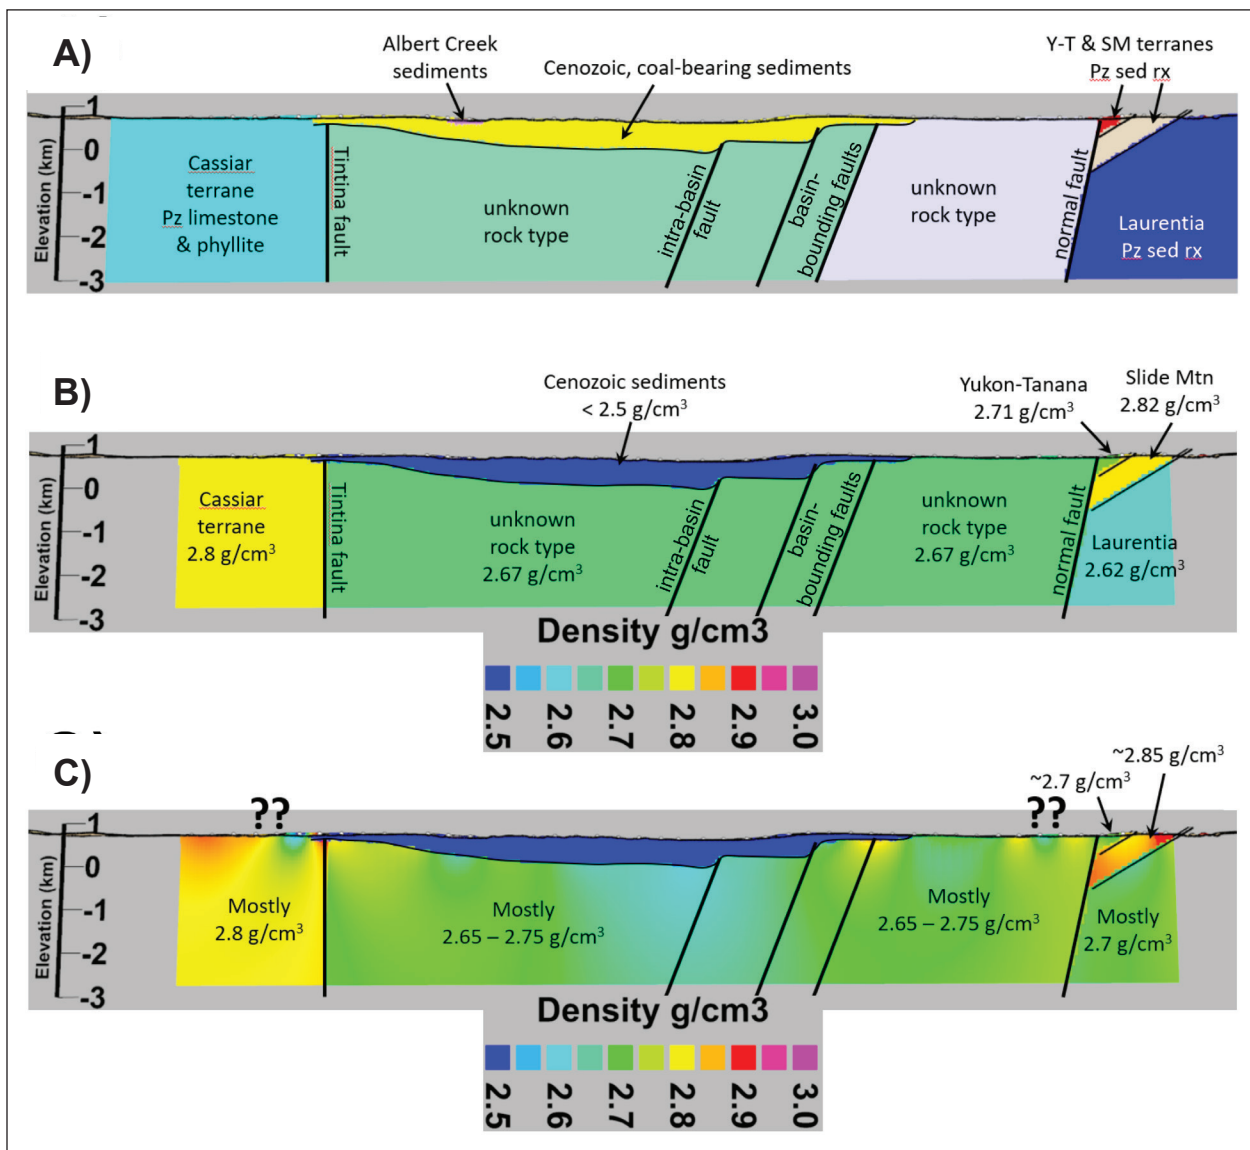 A)
Albert Creek
sediments
Cenozoic, coal-bearing sediments
Y-T & SM terranes
Pz sed rx
Elevation (km)
1
0
-1
-2
-3
Cassiar
terrane
Pz limestone
& phyllite
Tintina fault
unknown
rock type
intra-basin
fault
basin-
bounding faults
unknown
rock type
normal fault
Laurentia
Pz sed rx
B)
Cenozoic sediments
< 2.5 g/cm³
Yukon-Tanana
2.71 g/cm³
Slide Mtn
2.82 g/cm³
Elevation (km)
1
0
-1
-2
-3
Cassiar
terrane
2.8 g/cm³
Tintina fault
unknown
rock type
2.67 g/cm³
intra-basin
fault
basin-
bounding faults
unknown
rock type
2.67 g/cm³
normal fault
Laurentia
2.62 g/cm³
Density g/cm3
2.5 2.6 2.7 2.8 2.9 3.0
C)
??
??
~2.7 g/cm³
~2.85 g/cm³
Elevation (km)
1
0
-1
-2
-3
Mostly
2.8 g/cm³
Mostly
2.65 – 2.75 g/cm³
Mostly
2.65 – 2.75 g/cm³
Mostly
2.7 g/cm³
Density g/cm3
2.5 2.6 2.7 2.8 2.9 3.0